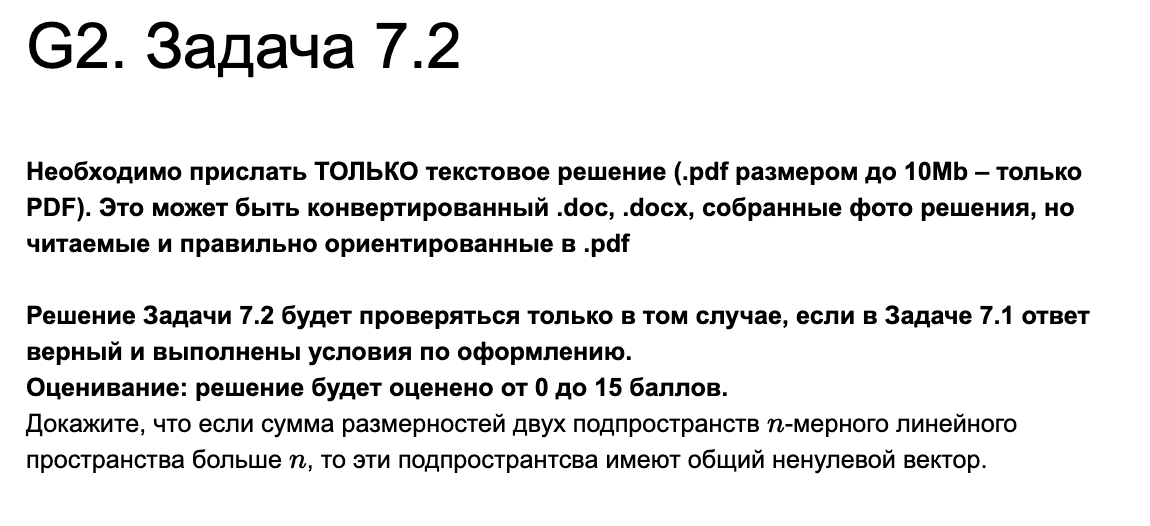 G2. Задача 7.2
Необходимо прислать ТОЛЬКО текстовое решение (.pdf размером до 10Mb – только
PDF). Это может быть конвертированный .doc, .docx, собранные фото решения, но
читаемые и правильно ориентированные в .pdf
Решение Задачи 7.2 будет проверяться только в том случае, если в Задаче 7.1 ответ
верный и выполнены условия по оформлению.
Оценивание: решение будет оценено от 0 до 15 баллов.
Докажите, что если сумма размерностей двух подпространств n-мерного линейного
пространства больше n, то эти подпространтсва имеют общий ненулевой вектор.